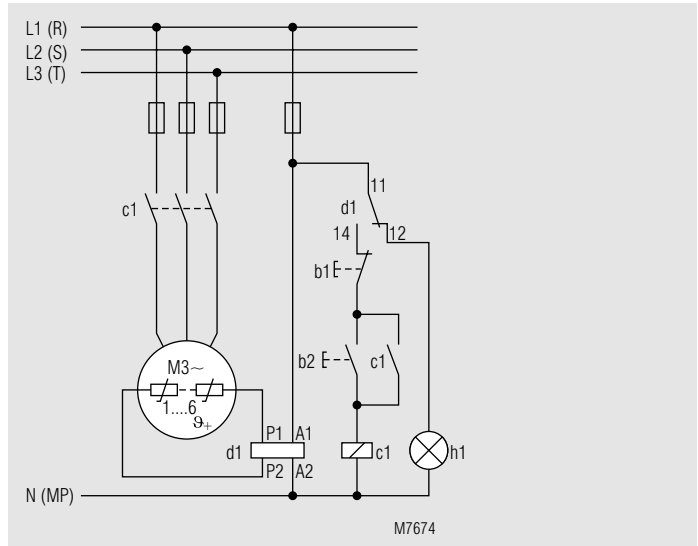 L1 (R)
L2 (S)
L3 (T)
11
c1
d1
14
12
b1
M3~
b2
c1
1....6
ϑ+
P1 A1
d1
c1
h1
P2 A2
N (MP)
M7674